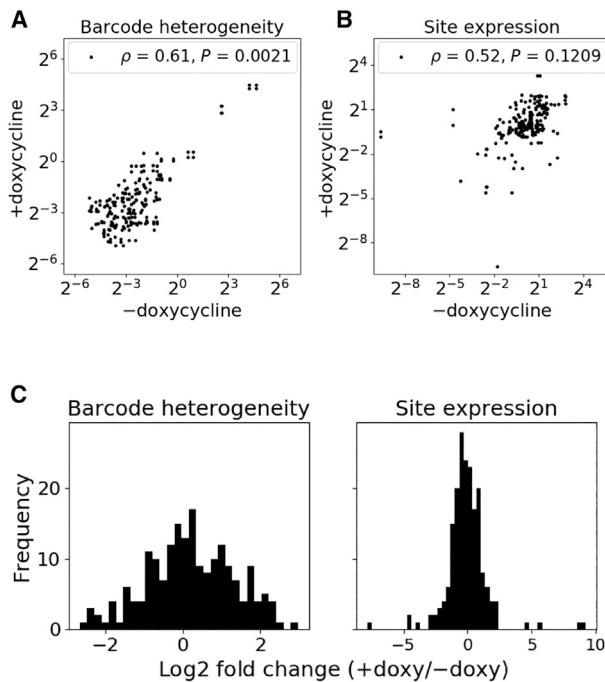 A
Barcode heterogeneity
ρ = 0.61, P = 0.0021
2^6
2^3
2^0
2^−3
2^−6
+doxycycline
2^−6 2^−3 2^0 2^3 2^6
−doxycycline
B
Site expression
ρ = 0.52, P = 0.1209
2^4
2^1
2^−2
2^−5
2^−8
+doxycycline
2^−8 2^−5 2^−2 2^1 2^4
−doxycycline
C
Barcode heterogeneity
Frequency
20
10
0
−2 0 2
Site expression
−5 0 5 10
Log2 fold change (+doxy/−doxy)